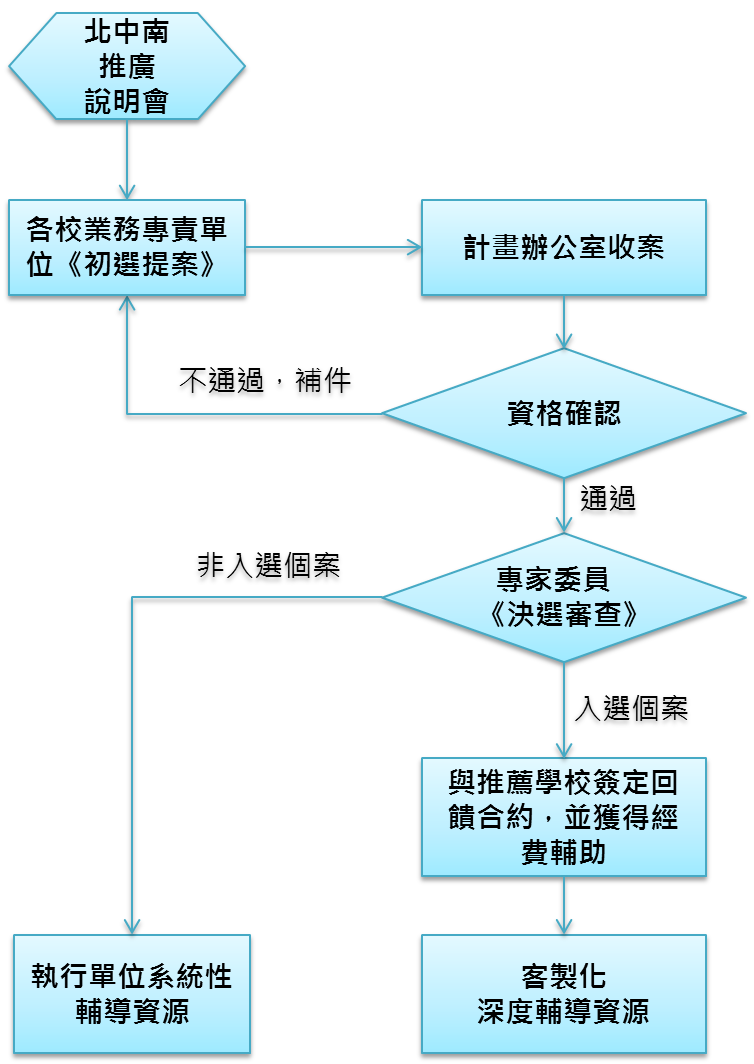 北中南
推廣
說明會
各校業務專責單
位《初選提案》
計畫辦公室收案
不通過，補件
資格確認
通過
非入選個案
專家委員
《決選審查》
入選個案
與推薦學校簽定回
饋合約，並獲得經
費輔助
執行單位系統性
輔導資源
客製化
深度輔導資源